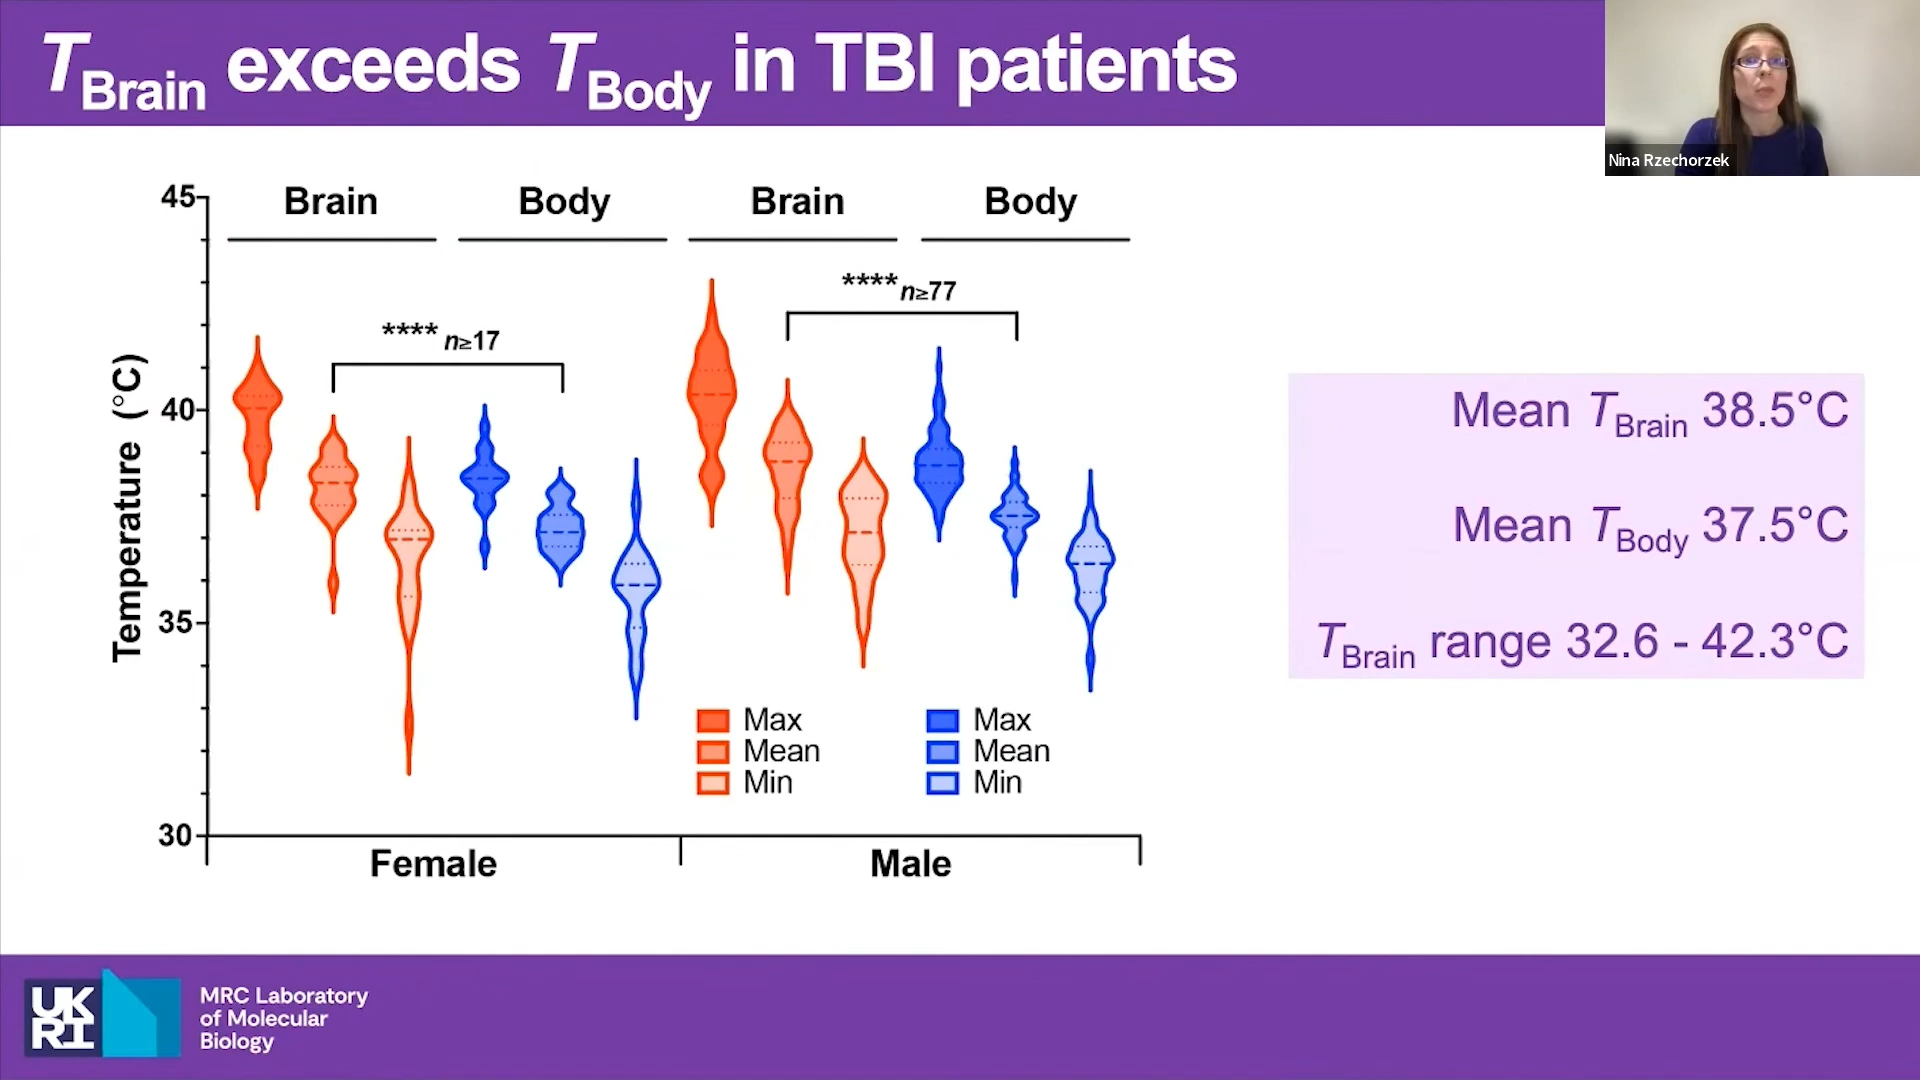 TBrain exceeds TBody in TBI patients
Nina Rzechorzek
Brain Body Brain Body
45
40
35
30
Temperature (°C)
**** n≥17
**** n≥77
Max
Mean
Min
Max
Mean
Min
Female Male
Mean TBrain 38.5°C
Mean TBody 37.5°C
TBrain range 32.6 - 42.3°C
UK
RI
MRC Laboratory
of Molecular
Biology